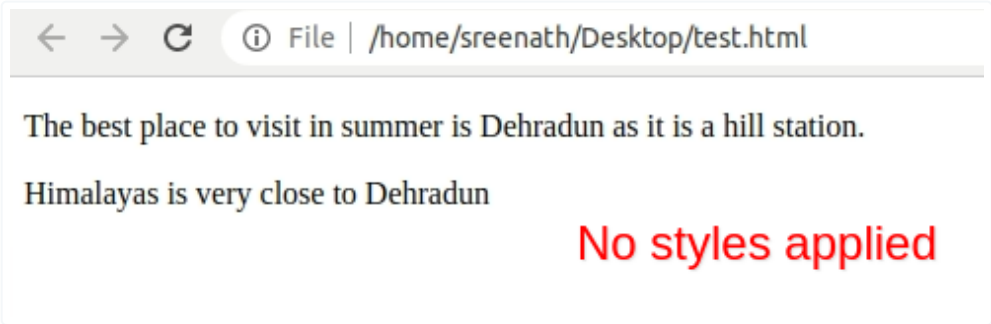 File | /home/sreenath/Desktop/test.html
The best place to visit in summer is Dehradun as it is a hill station.
Himalayas is very close to Dehradun
No styles applied